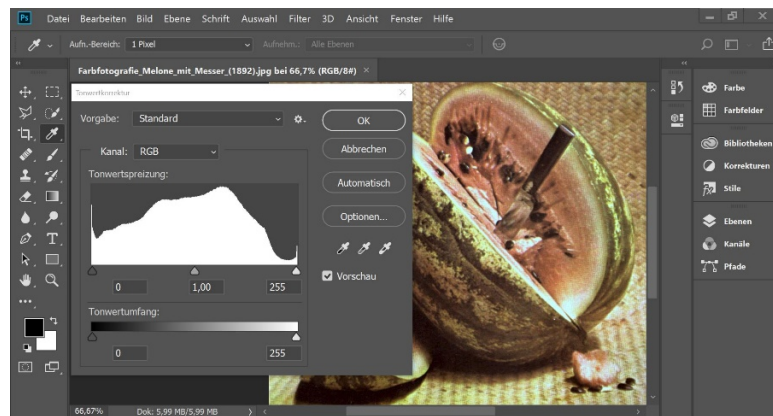 Ps Datei Bearbeiten Bild Ebene Schrift Auswahl Filter 3D Ansicht Fenster Hilfe
Aufn.-Bereich: 1 Pixel Aufnehm.: Alle Ebenen
Farbfotografie_Melone_mit_Messer_(1892).jpg bei 66,7% (RGB/8#) ×
Tonwertkorrektur
Vorgabe: Standard
OK
Kanal: RGB
Abbrechen
Tonwertspreizung:
Automatisch
Optionen...
0 1,00 255
Vorschau
Tonwertumfang:
0 255
Farbe
Farbfelder
Bibliotheken
Korrekturen
Stile
Ebenen
Kanäle
Pfade
66,67% Dok: 5,99 MB/5,99 MB